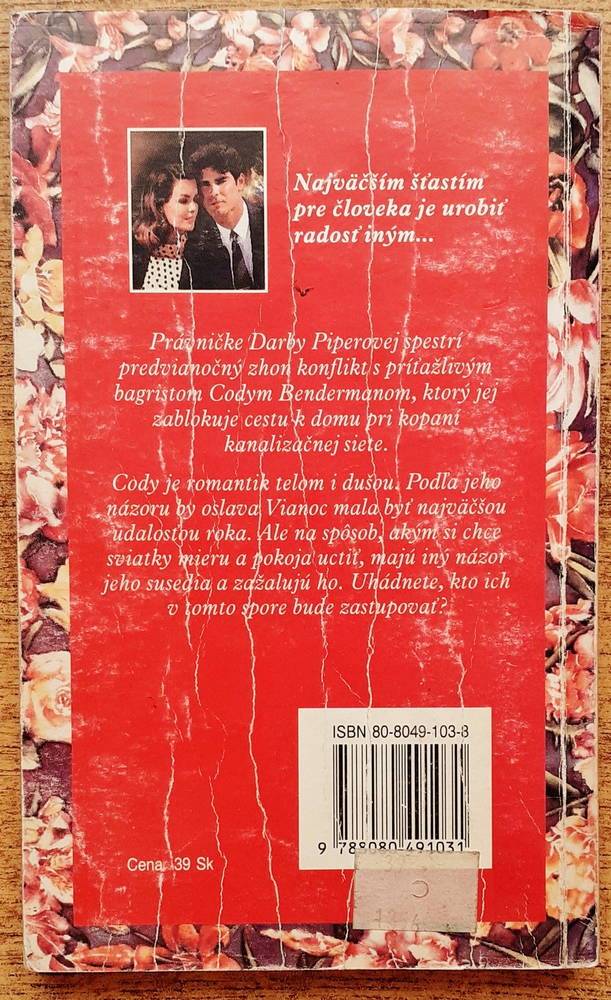 Najväčším šťastím
pre človeka je urobiť
radosť iným...
Právničke Darby Piperovej spestrí
predvianočný zhon konflikt s príťažlivým
bagristom Codym Bendermanom, ktorý jej
zablokuje cestu k domu pri kopaní
kanalizačnej siete.
Cody je romantik telom i dušou. Podľa jeho
názoru by oslava Vianoc mala byť najväčšou
udalosťou roka. Ale na spôsob, akým si chce
sviatky mieru a pokoja uctiť, majú iný názor
jeho susedia a zažalujú ho. Uhádnete, kto ich
v tomto spore bude zastupovať?
ISBN 80-8049-103-8
9 788080 491031
Cena: 39 Sk